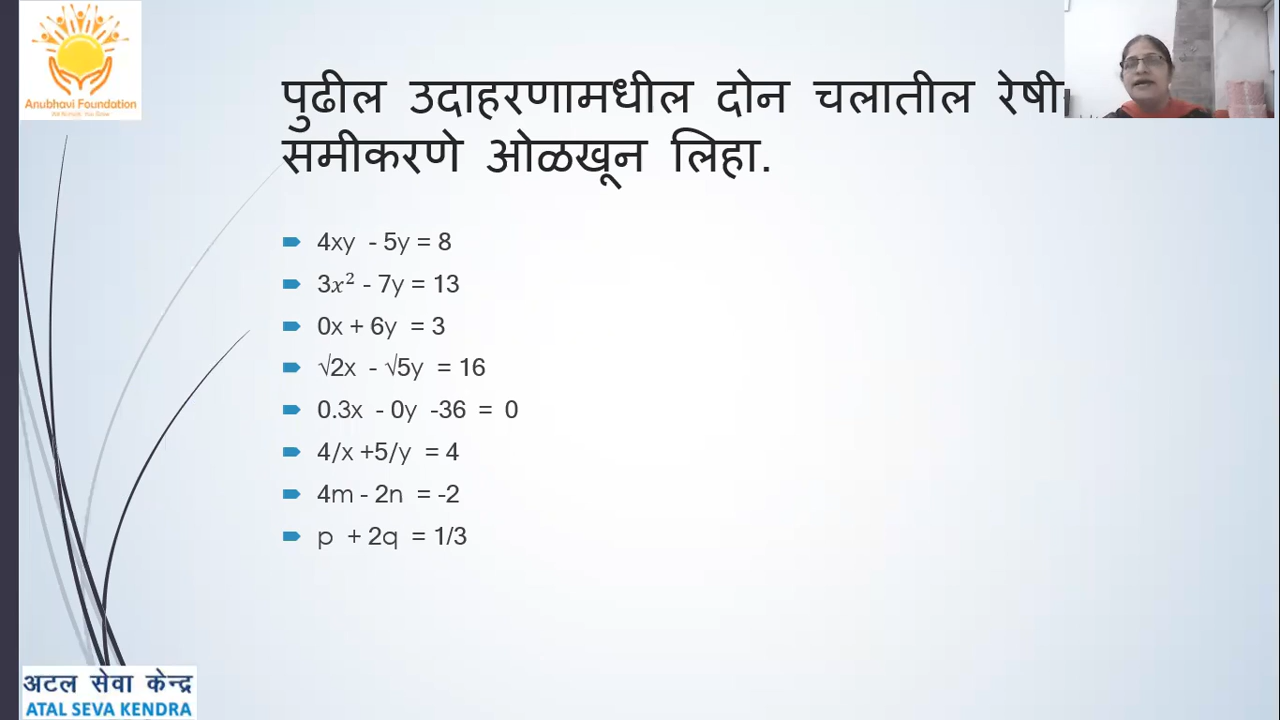 Anubhavi Foundation
पुढील उदाहरणामधील दोन चलातील
समीकरणे ओळखून लिहा.
4xy - 5y = 8
3𝑥² - 7y = 13
0x + 6y = 3
√2x - √5y = 16
0.3x - 0y -36 = 0
4/x +5/y = 4
4m - 2n = -2
p + 2q = 1/3
अटल सेवा केन्द्र
ATAL SEVA KENDRA